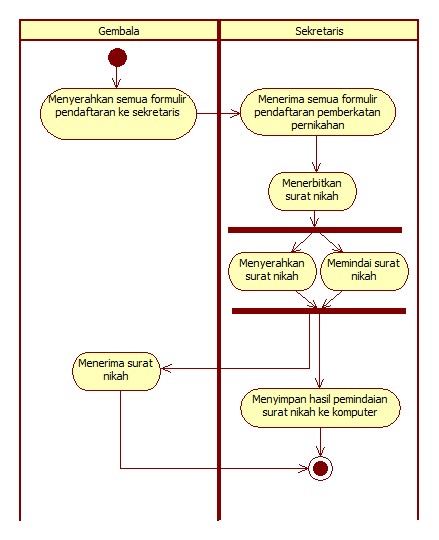 Gembala
Sekretaris
Menyerahkan semua formulir
pendaftaran ke sekretaris
Menerima semua formulir
pendaftaran pemberkatan
pernikahan
Menerbitkan
surat nikah
Menyerahkan
surat nikah
Memindai surat
nikah
Menerima surat
nikah
Menyimpan hasil pemindaian
surat nikah ke komputer